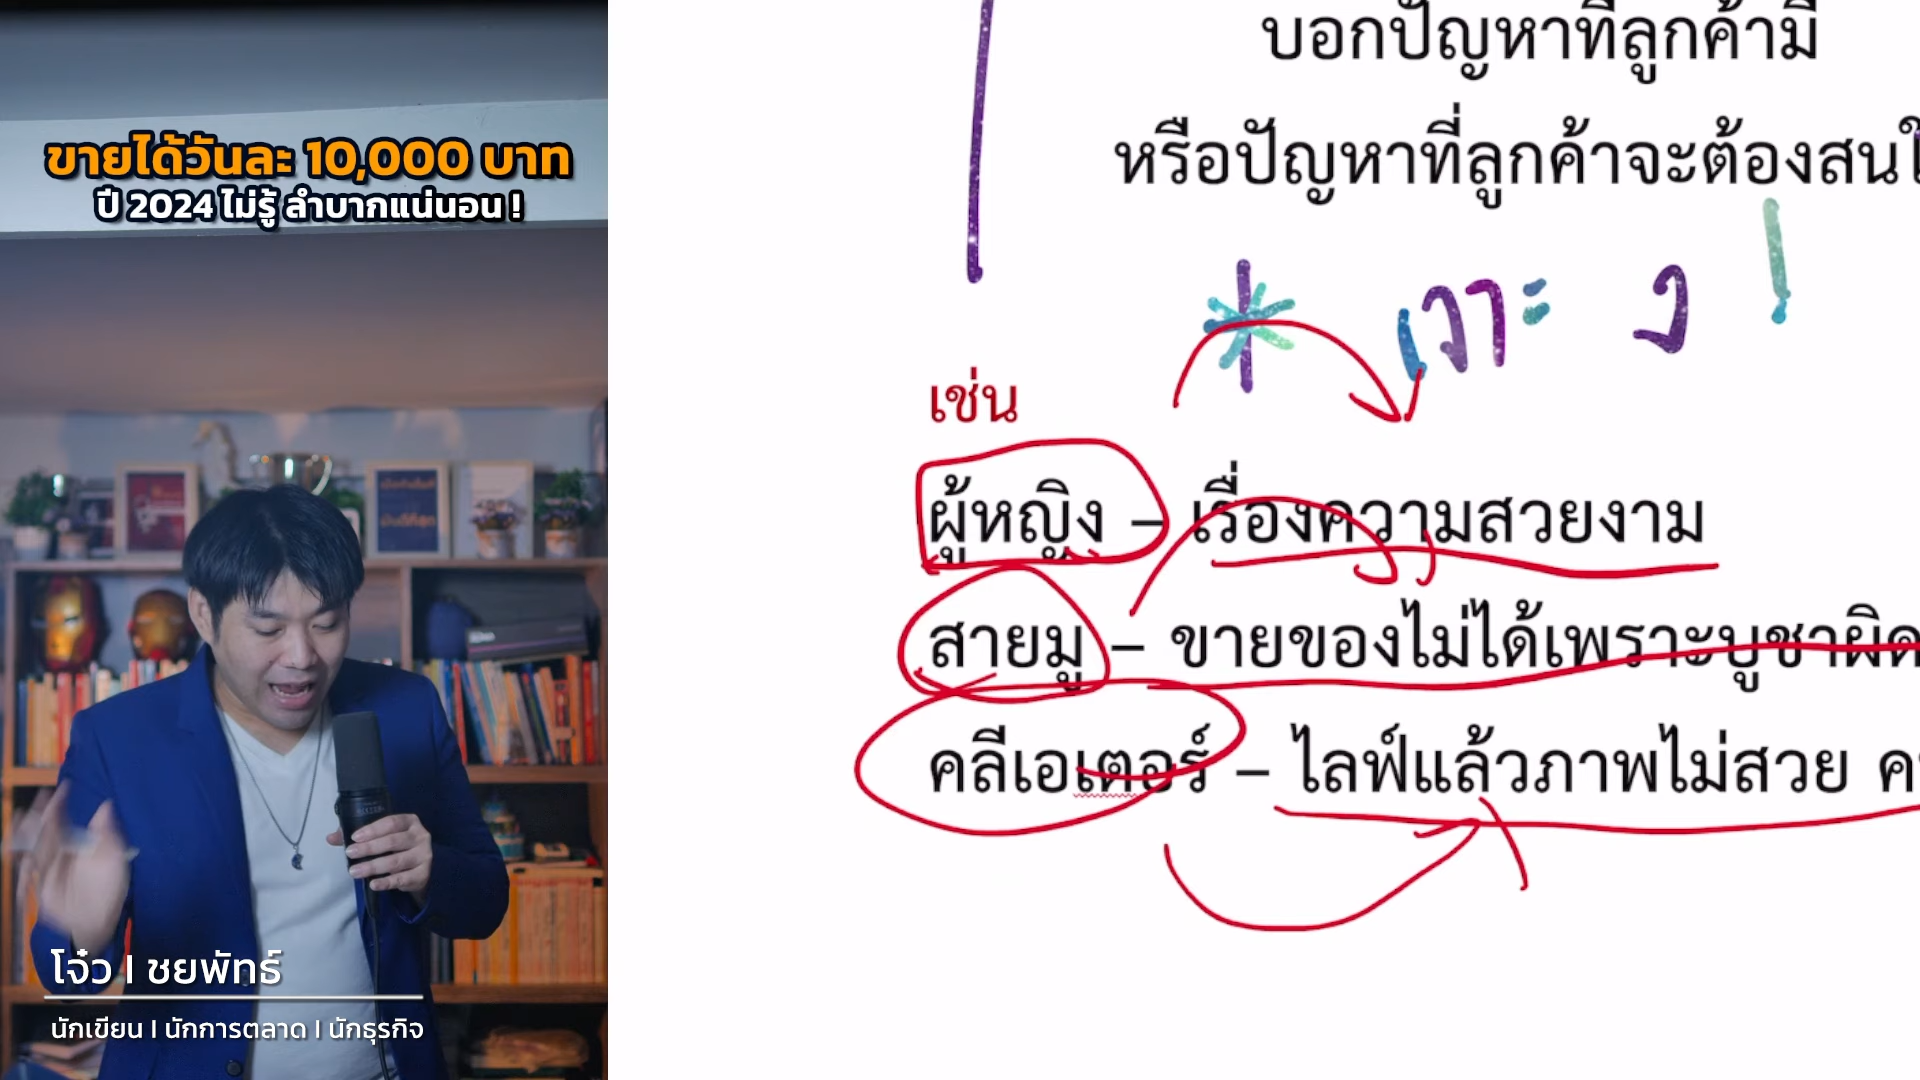 ขายได้วันละ 10,000 บาท
ปี 2024 ไม่รู้ ลำบากแน่นอน !
โจ๋ว I ชยพัทธ์
นักเขียน I นักการตลาด I นักธุรกิจ
บอกปัญหาที่ลูกค้ามี
หรือปัญหาที่ลูกค้าจะต้อง
เจาะ
เช่น
ผู้หญิง – เรื่องความสวยงาม
สายมู – ขายของไม่ได้เพราะบูชาผิด
คลีเอเตอร์ – ไลฟ์แล้วภาพไม่สวย